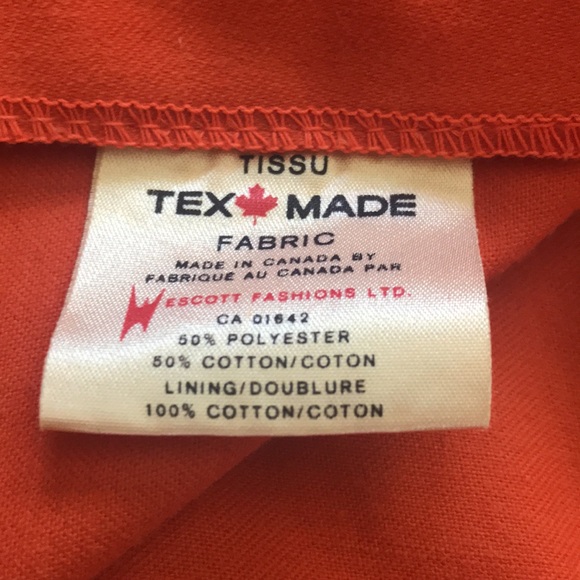 TISSU
TEX MADE
FABRIC
MADE IN CANADA BY
FABRIQUÉ AU CANADA PAR
WESCOTT FASHIONS LTD.
CA 01642
50% POLYESTER
50% COTTON/COTON
LINING/DOUBLURE
100% COTTON/COTON